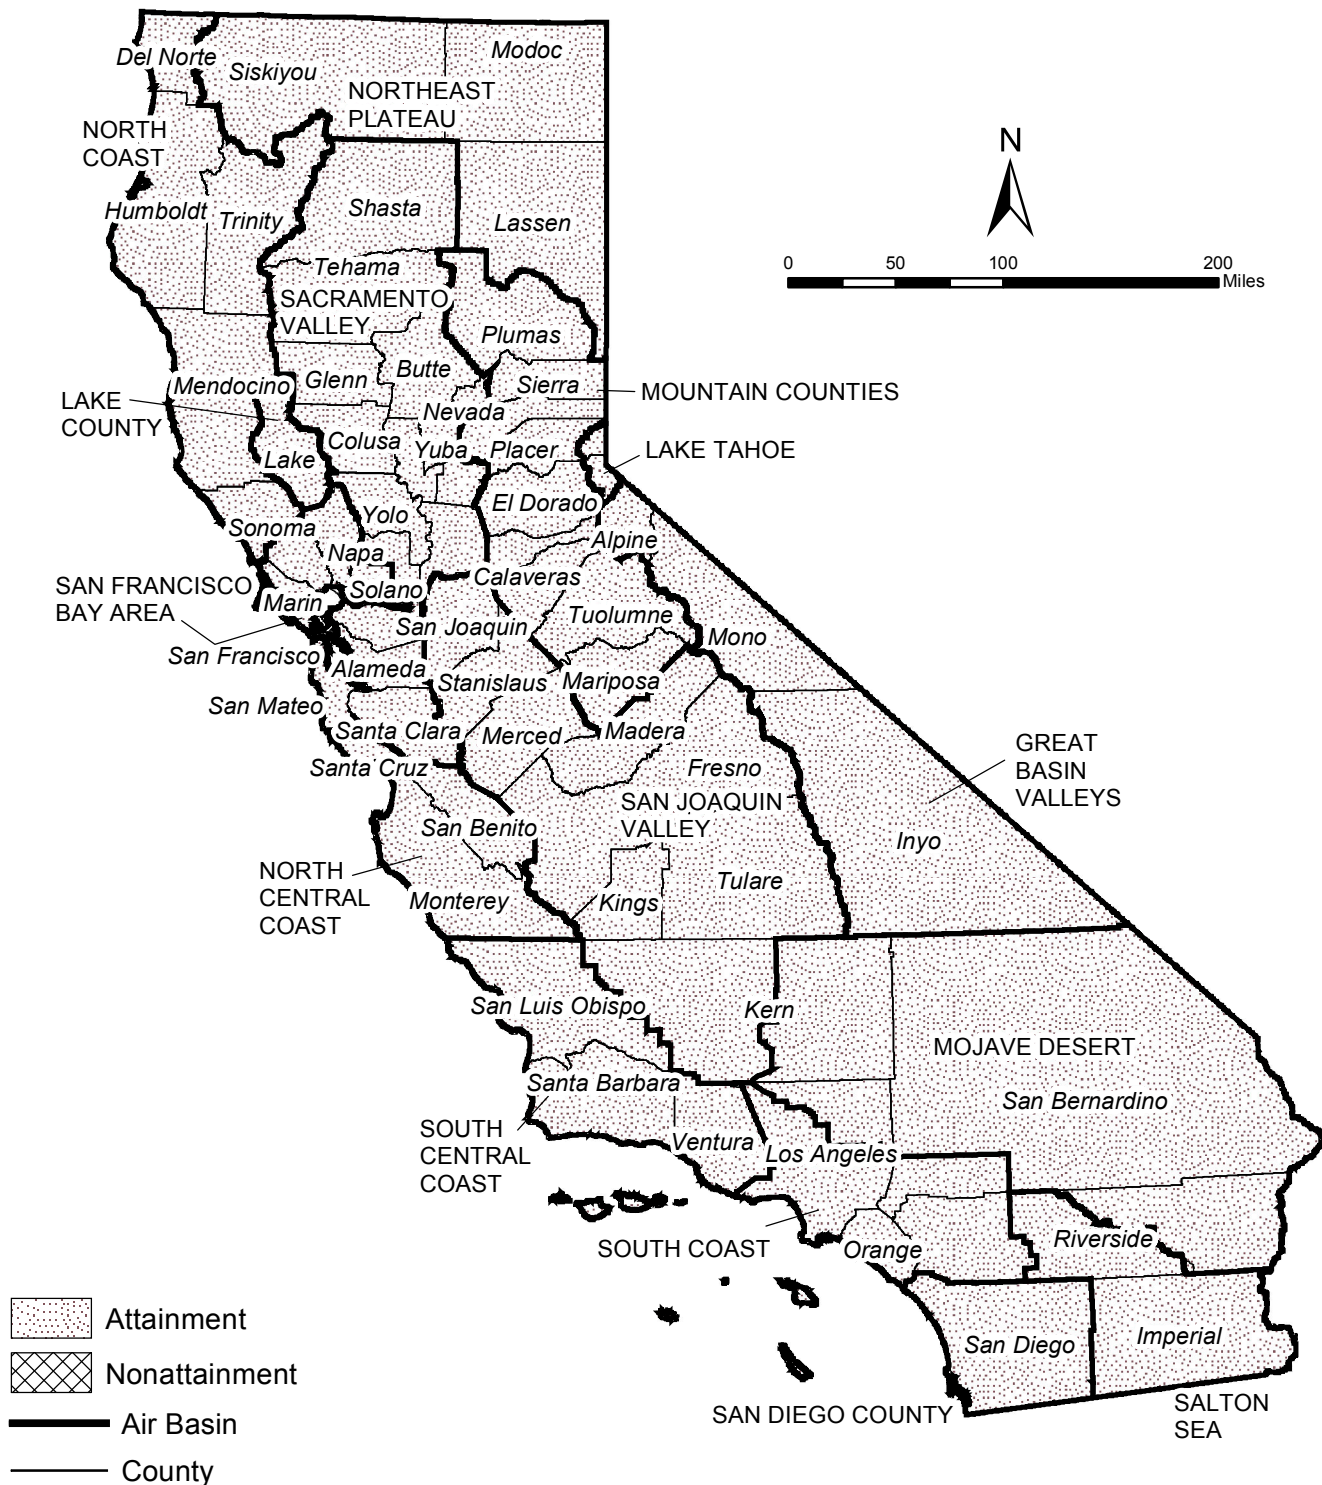 Del Norte
Siskiyou
Modoc
NORTHEAST
PLATEAU
NORTH
COAST
N
Humboldt
Trinity
Shasta
Lassen
Tehama
0 50 100 200
Miles
SACRAMENTO
VALLEY
Plumas
Mendocino
Glenn
Butte
Sierra
MOUNTAIN COUNTIES
LAKE
COUNTY
Nevada
Colusa
Yuba
Placer
LAKE TAHOE
Lake
El Dorado
Yolo
Sonoma
Alpine
Napa
SAN FRANCISCO
BAY AREA
Marin
Solano
Calaveras
Tuolumne
San Joaquin
Mono
San Francisco
Alameda
Stanislaus
Mariposa
San Mateo
Santa Clara
Merced
Madera
Santa Cruz
Fresno
GREAT
BASIN
VALLEYS
SAN JOAQUIN
VALLEY
San Benito
Inyo
NORTH
CENTRAL
COAST
Monterey
Kings
Tulare
San Luis Obispo
Kern
MOJAVE DESERT
Santa Barbara
San Bernardino
SOUTH
CENTRAL
COAST
Ventura
Los Angeles
SOUTH COAST
Orange
Riverside
San Diego
Imperial
SAN DIEGO COUNTY
SALTON
SEA
Attainment
Nonattainment
Air Basin
County